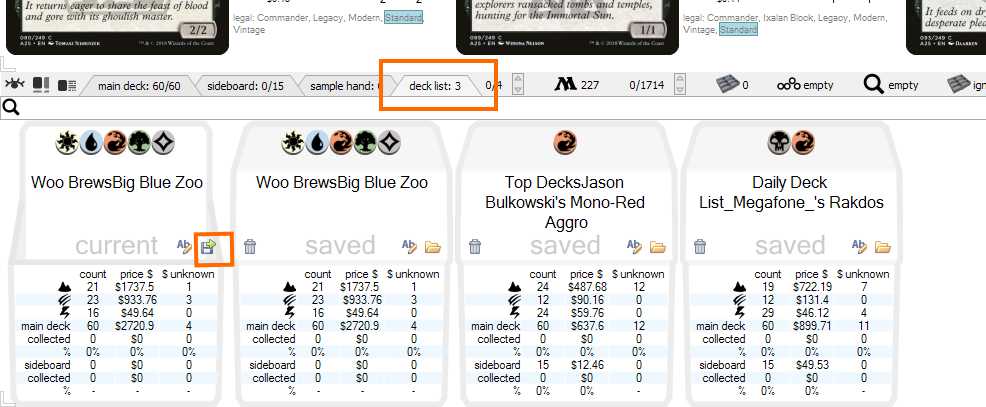 It returns eager to share the feast of blood
and gore with its ghoulish master.
2/2
A25 • EN
explorers ransacked tombs and temples,
hunting for the Immortal Sun.
1/1
A25 • EN
legal: Commander, Legacy, Modern, Standard,
Vintage
legal: Commander, Ixalan Block, Legacy, Modern,
Standard
It feeds on
desperate
A25 • EN
main deck: 60/60
sideboard: 0/15
sample hand:
deck list: 3
0/4
227
0/1714
0
empty
empty
ign
Woo BrewsBig Blue Zoo
current
Woo BrewsBig Blue Zoo
saved
Top DecksJason
Bulkowski's Mono-Red
Aggro
saved
Daily Deck
List_Megafone_'s Rakdos
saved
count price $ $ unknown
21 $1737.5 1
23 $933.76 3
16 $49.64 0
main deck 60 $2720.9 4
collected 0 $0 0
% 0% 0% 0%
sideboard 0 $0 0
collected 0 $0 0
% - - -
count price $ $ unknown
21 $1737.5 1
23 $933.76 3
16 $49.64 0
main deck 60 $2720.9 4
collected 0 $0 0
% 0% 0% 0%
sideboard 0 $0 0
collected 0 $0 0
% - - -
count price $ $ unknown
24 $487.68 12
12 $90.16 0
24 $59.76 0
main deck 60 $637.6 12
collected 0 $0 0
% 0% 0% 0%
sideboard 15 $12.46 0
collected 0 $0 0
% 0% 0% -
count price $ $ unknown
19 $722.19 7
12 $131.4 0
29 $46.12 4
main deck 60 $899.71 11
collected 0 $0 0
% 0% 0% 0%
sideboard 15 $49.53 0
collected 0 $0 0
% 0% 0% -